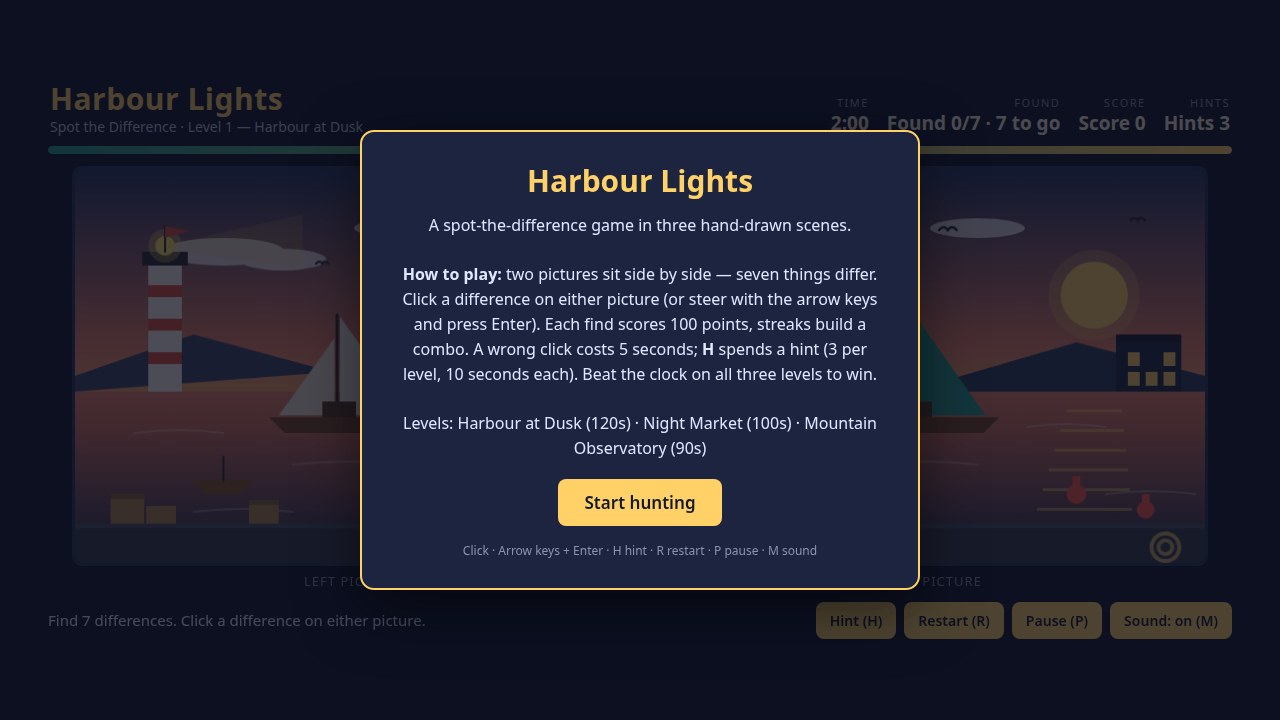 Harbour Lights
Spot the Difference · Level 1 — Harbour at Dusk
TIME
2:00
FOUND
Found 0/7 · 7 to go
SCORE
Score 0
HINTS
Hints 3
Harbour Lights
A spot-the-difference game in three hand-drawn scenes.
How to play: two pictures sit side by side — seven things differ.
Click a difference on either picture (or steer with the arrow keys
and press Enter). Each find scores 100 points, streaks build a
combo. A wrong click costs 5 seconds; H spends a hint (3 per
level, 10 seconds each). Beat the clock on all three levels to win.
Levels: Harbour at Dusk (120s) · Night Market (100s) · Mountain
Observatory (90s)
Start hunting
Click · Arrow keys + Enter · H hint · R restart · P pause · M sound
LEFT PIC
PICTURE
Find 7 differences. Click a difference on either picture.
Hint (H)
Restart (R)
Pause (P)
Sound: on (M)